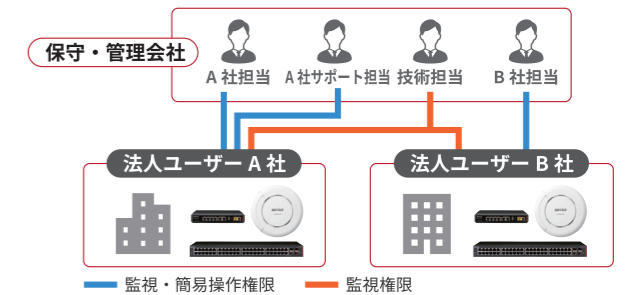 保守・管理会社
A 社担当
A 社サポート担当
技術担当
B 社担当
法人ユーザー A 社
法人ユーザー B 社
監視・簡易操作権限
監視権限